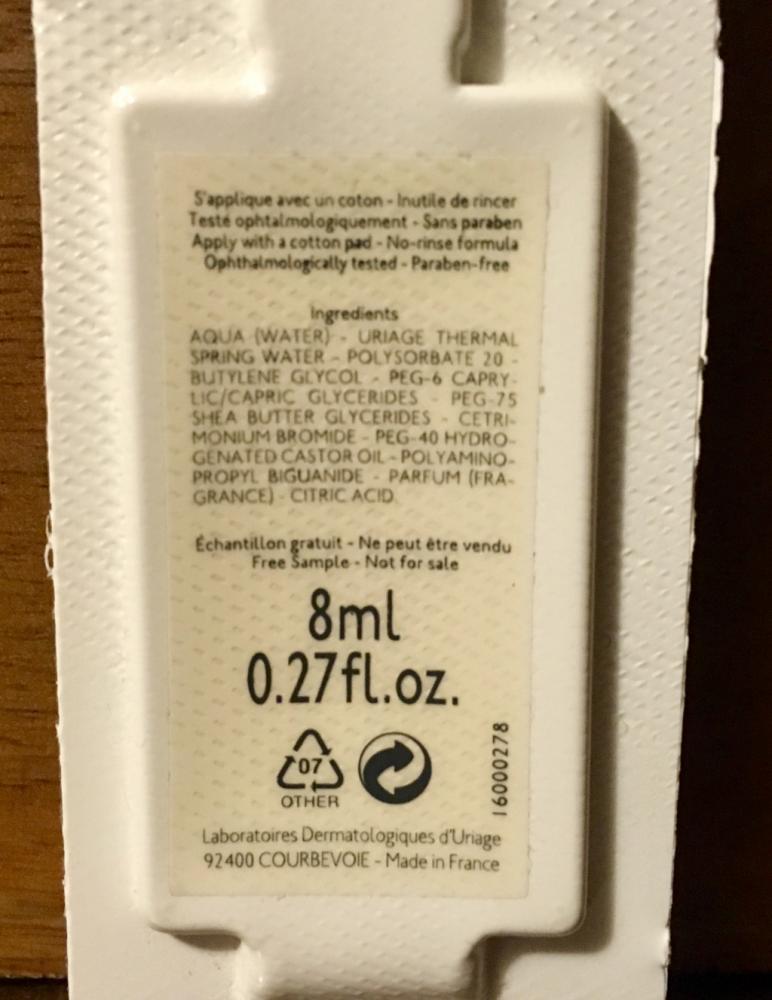 S'applique avec un coton - Inutile de rincer
Testé ophtalmologiquement - Sans paraben
Apply with a cotton pad - No-rinse formula
Ophthalmologically tested - Paraben-free
Ingredients
AQUA (WATER) - URIAGE THERMAL
SPRING WATER - POLYSORBATE 20 -
BUTYLENE GLYCOL - PEG-6 CAPRY-
LIC/CAPRIC GLYCERIDES - PEG-75
SHEA BUTTER GLYCERIDES - CETRI-
MONIUM BROMIDE - PEG-40 HYDRO-
GENATED CASTOR OIL - POLYAMINO-
PROPYL BIGUANIDE - PARFUM (FRA-
GRANCE) - CITRIC ACID
Échantillon gratuit - Ne peut être vendu
Free Sample - Not for sale
8ml
0.27fl.oz.
07
OTHER
16000278
Laboratoires Dermatologiques d'Uriage
92400 COURBEVOIE - Made in France